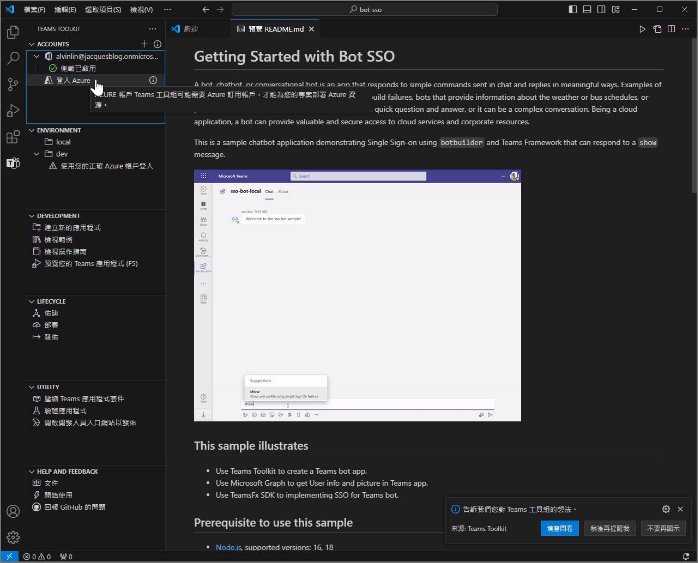 檔案(F) 編輯(E) 選取項目(S) 檢視(V) ···
bot-sso
TEAMS TOOLKIT ···
ACCOUNTS
alvinlin@jacquesblog.onmicros...
側載已啟用
登入 Azure
AZURE 帳戶 Teams 工具組可能需要 Azure 訂用帳戶，才能為您的專案部署 Azure 資源。
ENVIRONMENT
local
dev
使用您的正確 Azure 帳戶登入
DEVELOPMENT
建立新的應用程式
檢視範例
檢視操作指南
預覽您的 Teams 應用程式 (F5)
LIFECYCLE
佈建
部署
發佈
UTILITY
壓縮 Teams 應用程式套件
驗證應用程式
開啟開發人員入口網站以發佈
HELP AND FEEDBACK
文件
開始使用
回報 GitHub 的問題
預覽 README.md
Getting Started with Bot SSO
A bot, chatbot, or conversational bot is an app that responds to simple commands sent in chat and replies in meaningful ways. Examples of
build failures, bots that provide information about the weather or bus schedules, or
quick question and answer, or it can be a complex conversation. Being a cloud
application, a bot can provide valuable and secure access to cloud services and corporate resources.
This is a sample chatbot application demonstrating Single Sign-on using botbuilder and Teams Framework that can respond to a show
message.
Microsoft Teams
Search
sso-bot-local Chat About
Welcome to the sso bot sample!
Suggestions
show
Show user profile using Single Sign On feature
show
This sample illustrates
• Use Teams Toolkit to create a Teams bot app.
• Use Microsoft Graph to get User info and picture in Teams app.
• Use TeamsFx SDK to implementing SSO for Teams bot.
Prerequisite to use this sample
• Node.js, supported versions: 16, 18
告訴我們您對 Teams 工具組的想法。
來源: Teams Toolkit
填寫問卷
稍後再提醒我
不要再顯示
0 0 0